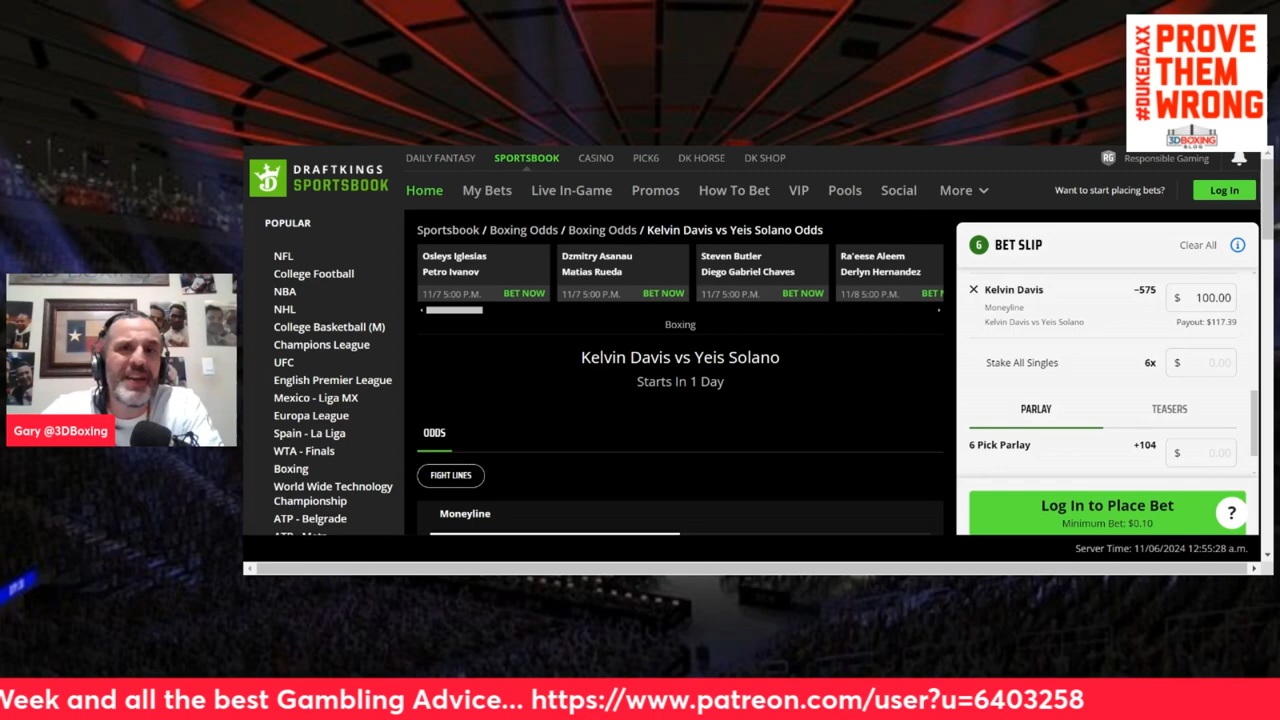 #DUKEDAXX
PROVE
THEM
WRONG
3DBOXING
BLOG
DRAFTKINGS
SPORTSBOOK
DAILY FANTASY SPORTSBOOK CASINO PICK6 DK HORSE DK SHOP
RG Responsible Gaming
Home My Bets Live In-Game Promos How To Bet VIP Pools Social More
Want to start placing bets? Log In
POPULAR
NFL
College Football
NBA
NHL
College Basketball (M)
Champions League
UFC
English Premier League
Mexico - Liga MX
Europa League
Spain - La Liga
WTA - Finals
Boxing
World Wide Technology
Championship
ATP - Belgrade
Sportsbook / Boxing Odds / Boxing Odds / Kelvin Davis vs Yeis Solano Odds
Osleys Iglesias
Petro Ivanov
11/7 5:00 P.M. BET NOW
Dzmitry Asanau
Matias Rueda
11/7 5:00 P.M. BET NOW
Steven Butler
Diego Gabriel Chaves
11/7 5:00 P.M. BET NOW
Ra'eese Aleem
Derlyn Hernandez
11/8 5:00 P.M. BET N
Boxing
Kelvin Davis vs Yeis Solano
Starts In 1 Day
ODDS
FIGHT LINES
Moneyline
6 BET SLIP Clear All
Kelvin Davis −575 $ 100.00
Moneyline
Kelvin Davis vs Yeis Solano Payout: $117.39
Stake All Singles 6x $ 0.00
PARLAY TEASERS
6 Pick Parlay +104 $ 0.00
Log In to Place Bet
Minimum Bet: $0.10
?
Server Time: 11/06/2024 12:55:28 a.m.
Gary @3DBoxing
Week and all the best Gambling Advice... https://www.patreon.com/user?u=6403258